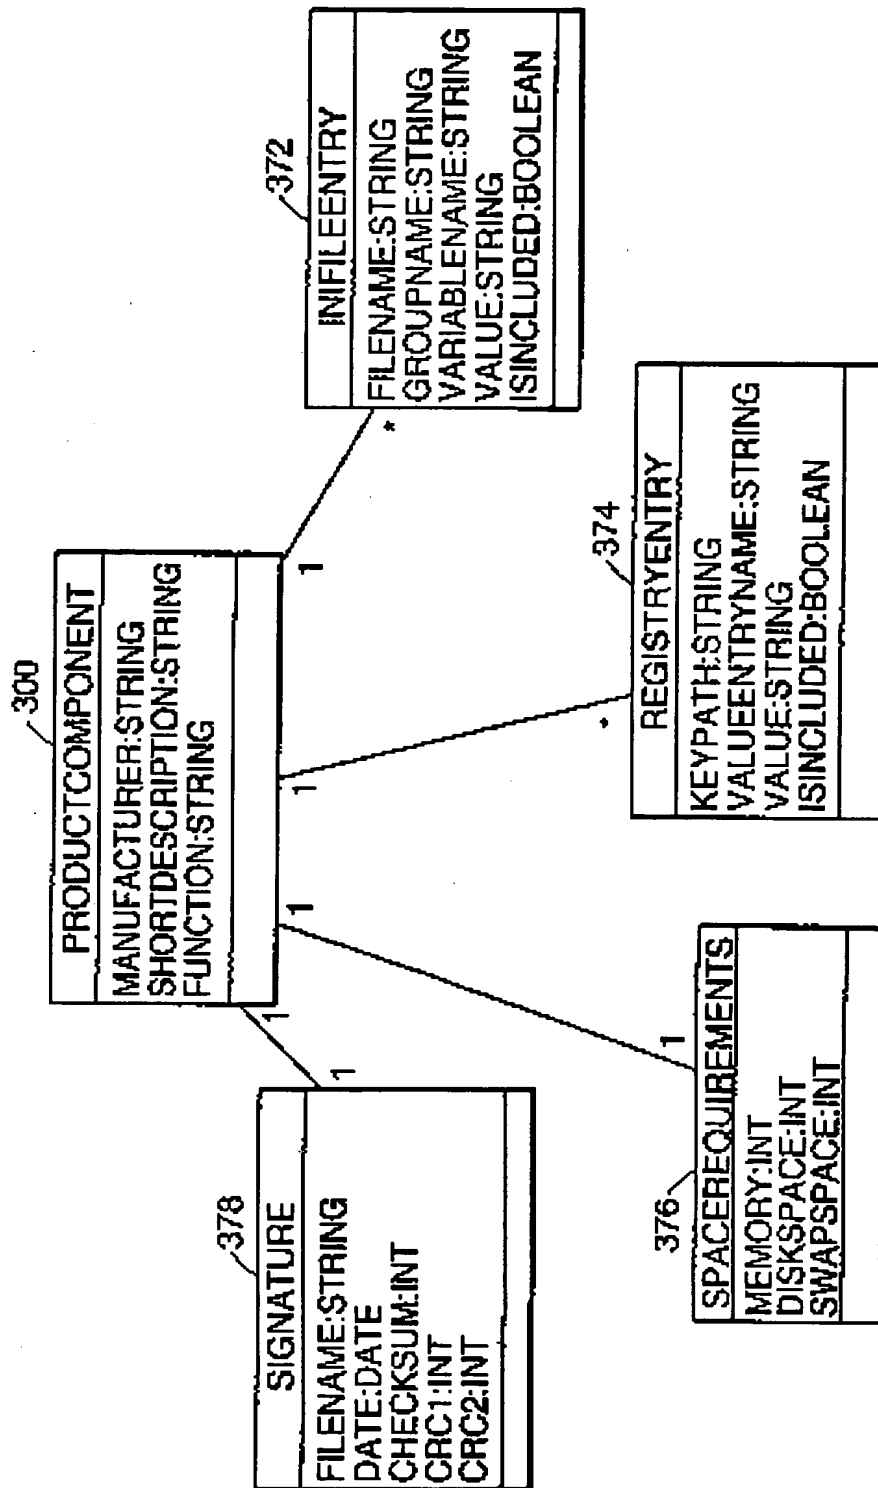 300
PRODUCTCOMPONENT
MANUFACTURER:STRING
SHORTDESCRIPTION:STRING
FUNCTION:STRING
1
1
1
1
378
SIGNATURE
FILENAME:STRING
DATE:DATE
CHECKSUM:INT
CRC1:INT
CRC2:INT
1
376
SPACEREQUIREMENTS
MEMORY:INT
DISKSPACE:INT
SWAPSPACE:INT
1
374
REGISTRYENTRY
KEYPATH:STRING
VALUEENTRYNAME:STRING
VALUE:STRING
ISINCLUDED:BOOLEAN
*
372
INIFILEENTRY
FILENAME:STRING
GROUPNAME:STRING
VARIABLENAME:STRING
VALUE:STRING
ISINCLUDED:BOOLEAN
*